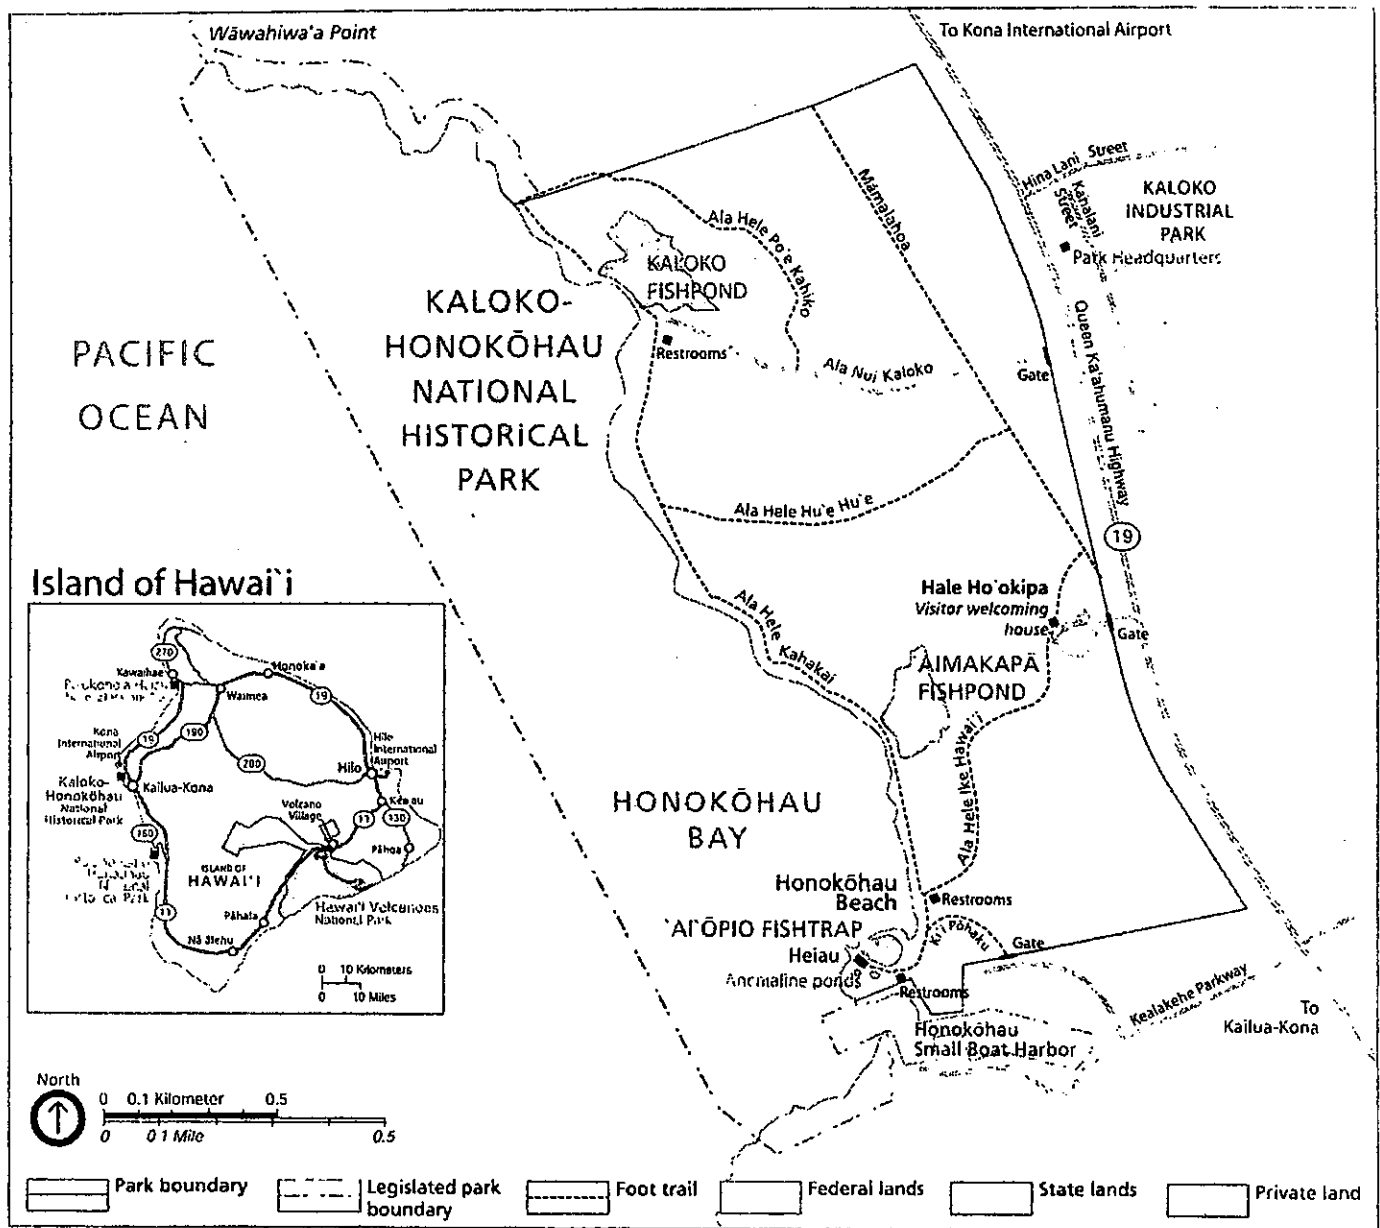 Wāwahiwa'a Point
To Kona International Airport
Hina Lani Street
Kanalani
Street
KALOKO
INDUSTRIAL
PARK
Park Headquarters
Māmalahoa
Ala Hele Po'e Kahiko
KALOKO
FISHPOND
KALOKO-
HONOKŌHAU
NATIONAL
HISTORICAL
PARK
PACIFIC
OCEAN
Restrooms
Ala Nui Kaloko
Gate
Queen Ka'ahumanu Highway
Ala Hele Hu'e Hu'e
19
Hale Ho`okipa
Visitor welcoming
house
Gate
Ala Hele
Kahakai
ʻAIMAKAPĀ
FISHPOND
Ala Hele Ike Hawai'i
HONOKŌHAU
BAY
Honokōhau
Beach
Restrooms
`AI`ŌPIO FISHTRAP
Ki'i Pōhaku
Gate
Heiau
Anchialine ponds
Restrooms
Kealakehe Parkway
To
Kailua-Kona
Honokōhau
Small Boat Harbor
Island of Hawai`i
270
Kawaihae
Honoka'a
Waimea
19
Kona
International
Airport
19
190
Hilo
International
Airport
200
Hilo
Kaloko-
Honokōhau
National
Historical Park
Kailua-Kona
Volcano
Village
Kea'au
11
130
Pāhoa
ISLAND OF
HAWAI'I
Hawai'i Volcanoes
National Park
11
Pāhala
Nā'ālehu
0 10 Kilometers
0 10 Miles
North
0 0.1 Kilometer 0.5
0 0.1 Mile 0.5
Park boundary
Legislated park
boundary
Foot trail
Federal lands
State lands
Private land